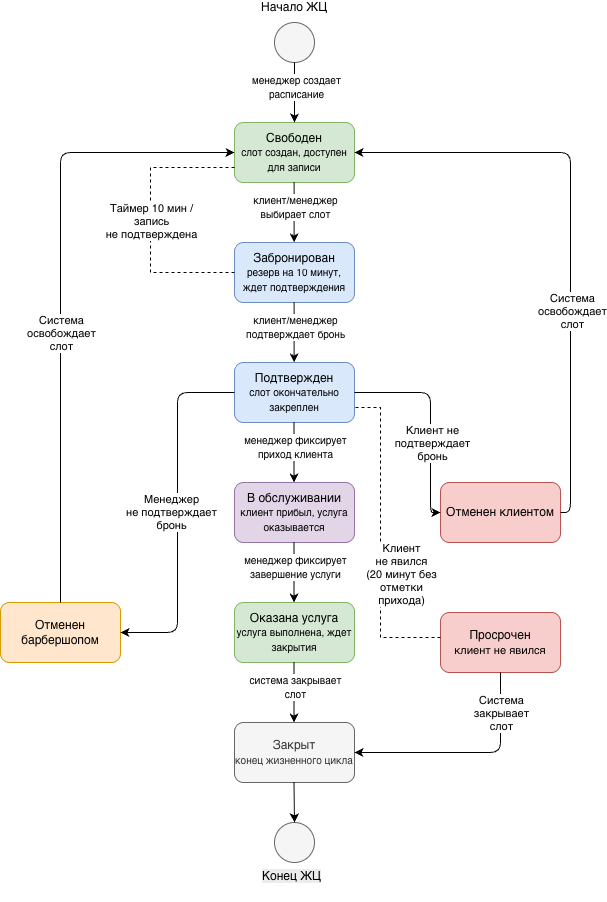 Начало ЖЦ
менеджер создает
расписание
Свободен
слот создан, доступен
для записи
Таймер 10 мин /
запись
не подтверждена
клиент/менеджер
выбирает слот
Забронирован
резерв на 10 минут,
ждет подтверждения
Система
освобождает
слот
Система
освобождает
слот
клиент/менеджер
подтверждает бронь
Подтвержден
слот окончательно
закреплен
менеджер фиксирует
приход клиента
Клиент не
подтверждает
бронь
Менеджер
не подтверждает
бронь
В обслуживании
клиент прибыл, услуга
оказывается
Отменен клиентом
менеджер фиксирует
завершение услуги
Клиент
не явился
(20 минут без
отметки
прихода)
Отменен
барбершопом
Оказана услуга
услуга выполнена, ждет
закрытия
Просрочен
клиент не явился
система закрывает
слот
Система
закрывает
слот
Закрыт
конец жизненного цикла
Конец ЖЦ